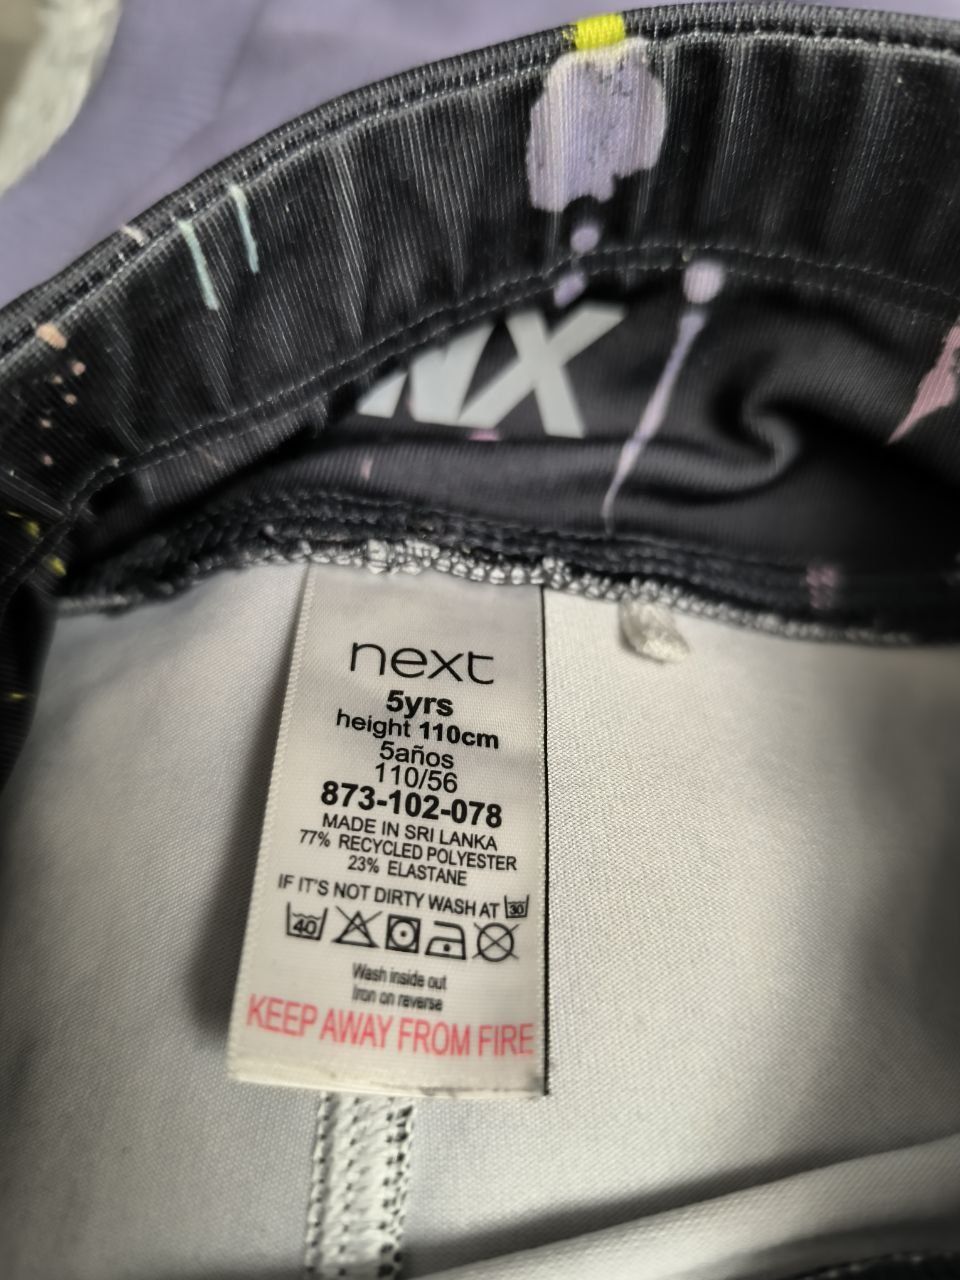 NX
next
5yrs
height 110cm
5años
110/56
873-102-078
MADE IN SRI LANKA
77% RECYCLED POLYESTER
23% ELASTANE
IF IT'S NOT DIRTY WASH AT 30
40
Wash inside out
Iron on reverse
KEEP AWAY FROM FIRE